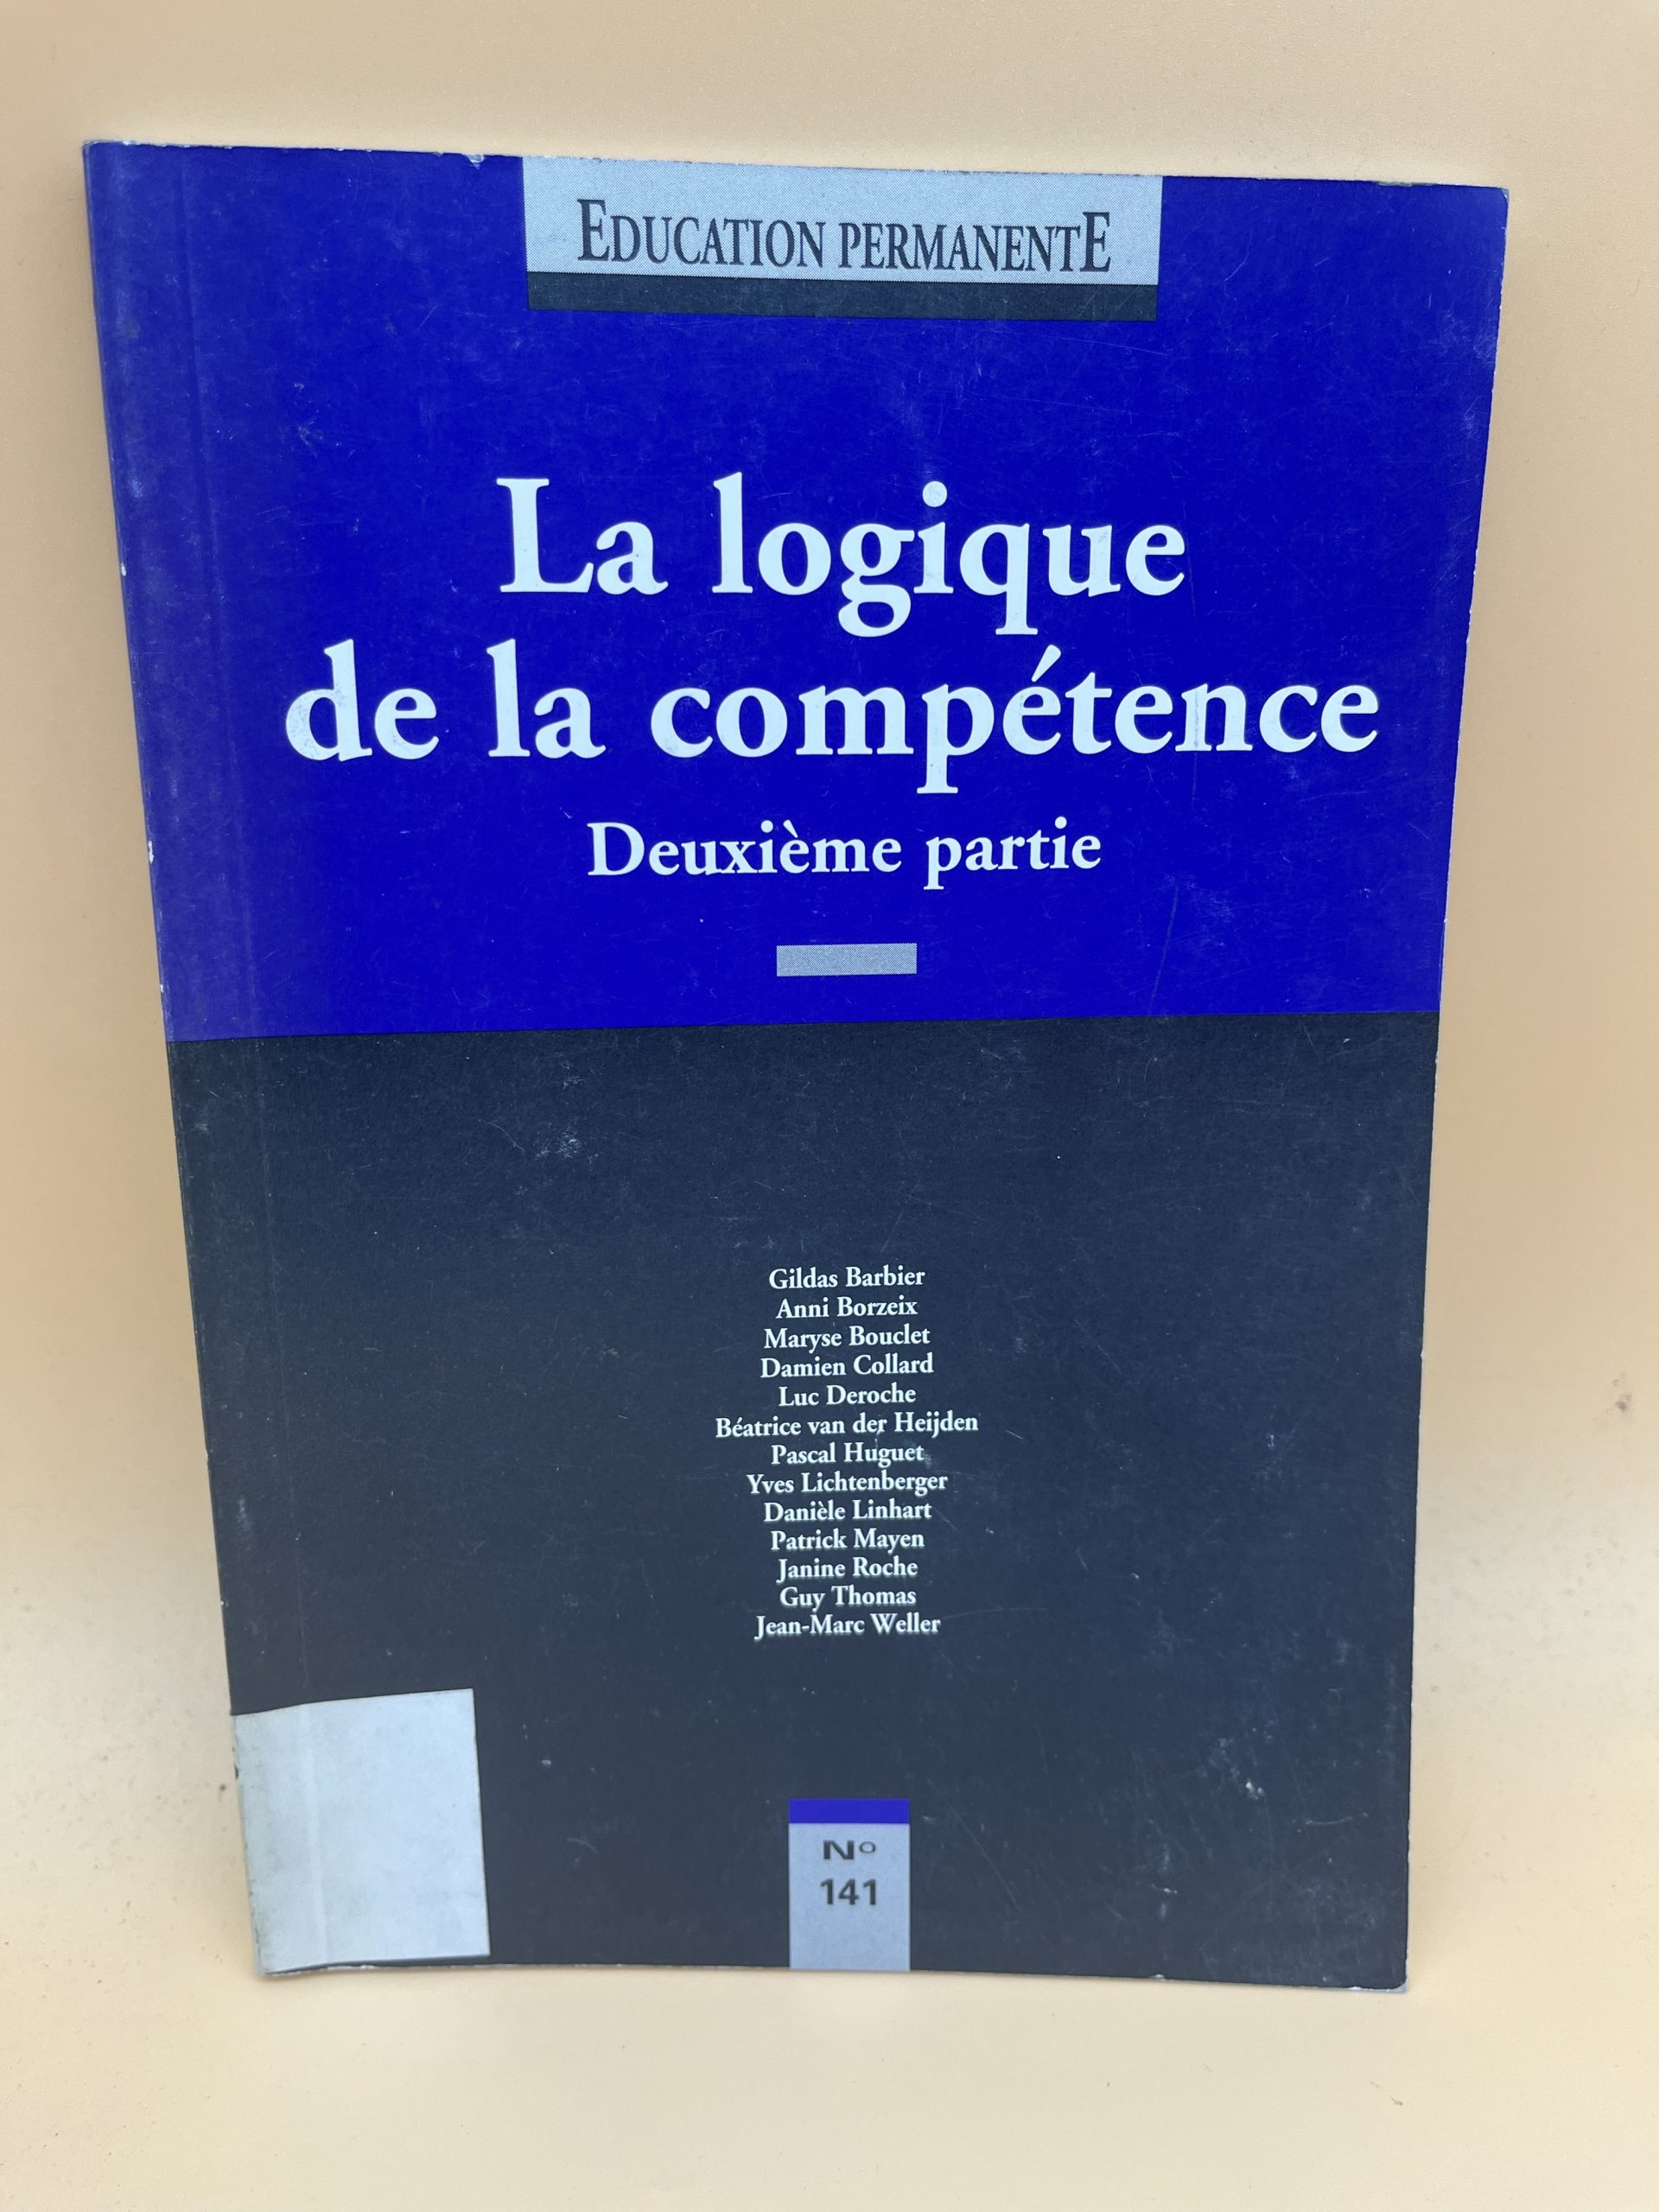 EDUCATION PERMANENTE
La logique
de la compétence
Deuxième partie
Gildas Barbier
Anni Borzeix
Maryse Bouclet
Damien Collard
Luc Deroche
Béatrice van der Heijden
Pascal Huguet
Yves Lichtenberger
Danièle Linhart
Patrick Mayen
Janine Roche
Guy Thomas
Jean-Marc Weller
Nº
141